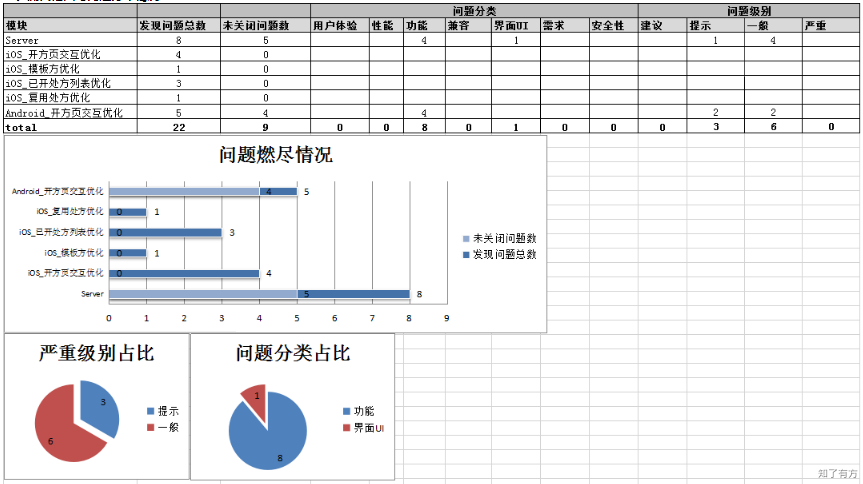 问题分类 问题级别
模块 发现问题总数 未关闭问题数 用户体验 性能 功能 兼容 界面UI 需求 安全性 建议 提示 一般 严重
Server 8 5 4 1 1 4
iOS_开方页交互优化 4 0
iOS_模板方优化 1 0
iOS_已开处方列表优化 3 0
iOS_复用处方优化 1 0
Android_开方页交互优化 5 4 4 2 2
total 22 9 0 0 8 0 1 0 0 0 3 6 0
问题燃尽情况
Android_开方页交互优化 4 5
iOS_复用处方优化 0 1
iOS_已开处方列表优化 0 3
iOS_模板方优化 0 1
iOS_开方页交互优化 0 4
Server 5 8
0 1 2 3 4 5 6 7 8 9
未关闭问题数
发现问题总数
严重级别占比
3
6
提示
一般
问题分类占比
1
8
功能
界面UI
知了有方